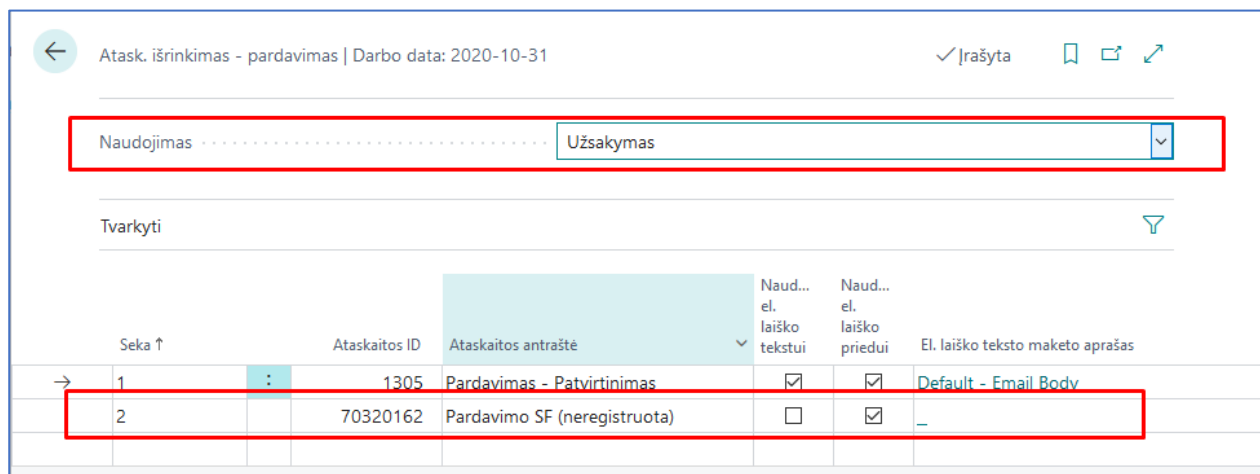 Atask. išrinkimas - pardavimas | Darbo data: 2020-10-31 ✓Įrašyta
Naudojimas Užsakymas
Tvarkyti
Seka ↑ Ataskaitos ID Ataskaitos antraštė Naud... el. laiško tekstui Naud... el. laiško priedui El. laiško teksto maketo aprašas
→ 1 1305 Pardavimas - Patvirtinimas Default - Email Body
2 70320162 Pardavimo SF (neregistruota) _